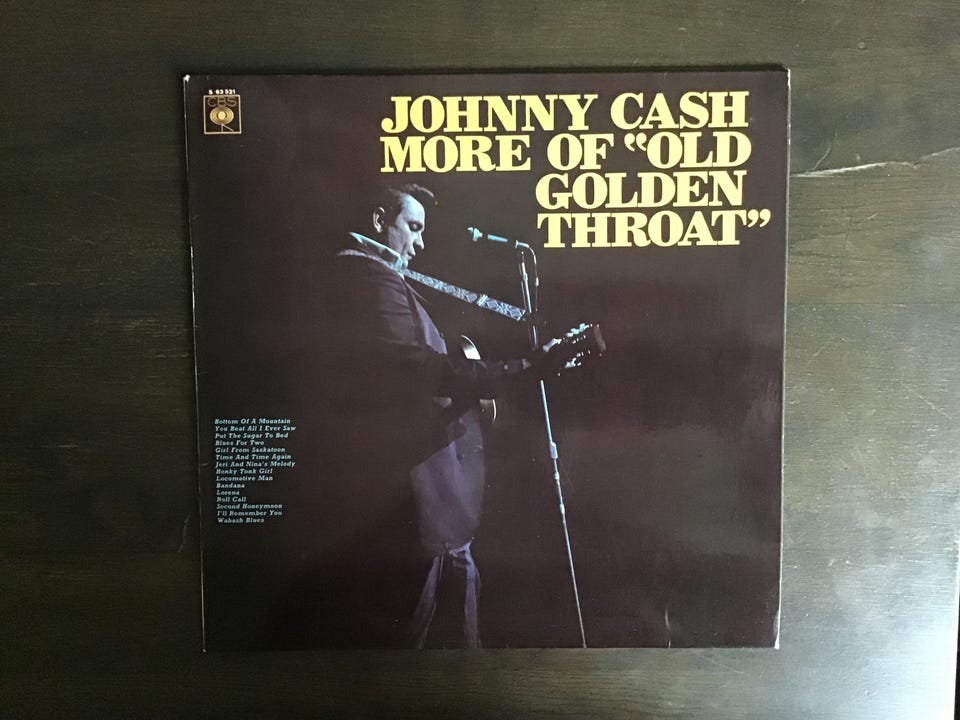 S 63 521
CBS
JOHNNY CASH
MORE OF “OLD
GOLDEN
THROAT”
Bottom Of A Mountain
You Beat All I Ever Saw
Put The Sugar To Bed
Blues For Two
Girl From Saskatoon
Time And Time Again
Jeri And Nina's Melody
Honky Tonk Girl
Locomotive Man
Bandana
Lorena
Roll Call
Second Honeymoon
I'll Remember You
Wabash Blues